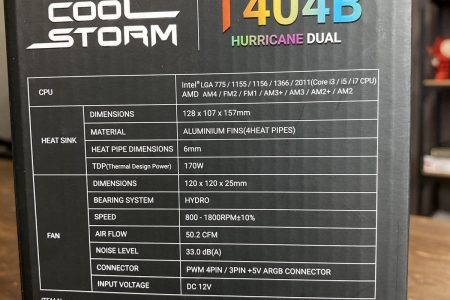 COOL
STORM
T404B
HURRICANE DUAL
CPU
Intel® LGA 775 / 1155 / 1156 / 1366 / 2011(Core i3 / i5 / i7 CPU)
AMD AM4 / FM2 / FM1 / AM3+ / AM3 / AM2+ / AM2
HEAT SINK
DIMENSIONS 128 x 107 x 157mm
MATERIAL ALUMINIUM FINS(4HEAT PIPES)
HEAT PIPE DIMENSIONS 6mm
TDP(Thermal Design Power) 170W
FAN
DIMENSIONS 120 x 120 x 25mm
BEARING SYSTEM HYDRO
SPEED 800 - 1800RPM±10%
AIR FLOW 50.2 CFM
NOISE LEVEL 33.0 dB(A)
CONNECTOR PWM 4PIN / 3PIN +5V ARGB CONNECTOR
INPUT VOLTAGE DC 12V